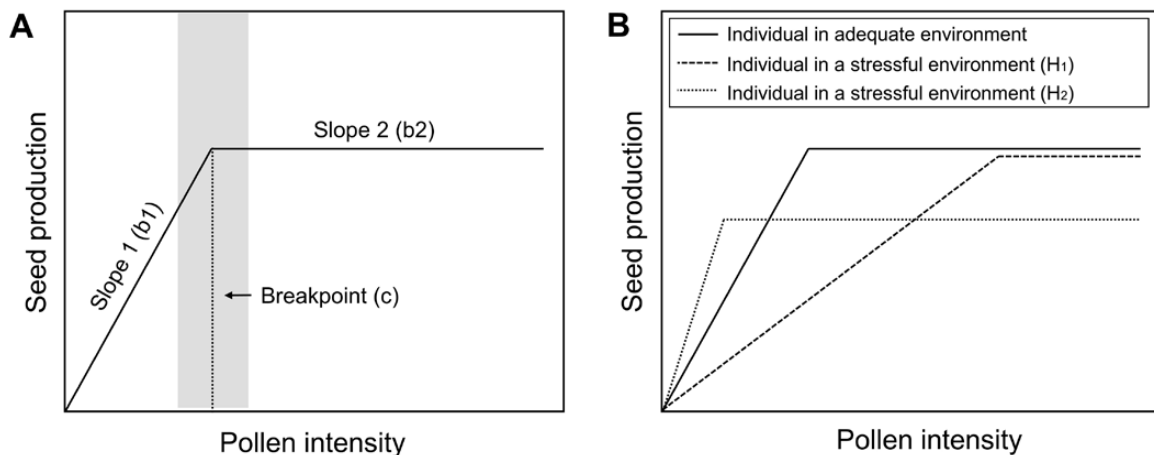 A
Seed production
Slope 1 (b1)
Slope 2 (b2)
Breakpoint (c)
Pollen intensity
B
Individual in adequate environment
Individual in a stressful environment (H₁)
Individual in a stressful environment (H₂)
Seed production
Pollen intensity